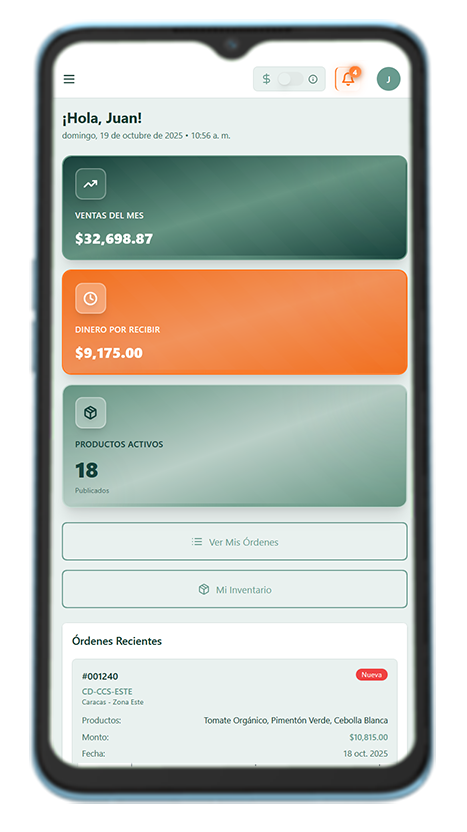 $
4
J
¡Hola, Juan!
domingo, 19 de octubre de 2025 • 10:56 a. m.
VENTAS DEL MES
$32,698.87
DINERO POR RECIBIR
$9,175.00
PRODUCTOS ACTIVOS
18
Publicados
Ver Mis Órdenes
Mi Inventario
Órdenes Recientes
#001240 Nueva
CD-CCS-ESTE
Caracas - Zona Este
Productos: Tomate Orgánico, Pimentón Verde, Cebolla Blanca
Monto: $10,815.00
Fecha: 18 oct. 2025